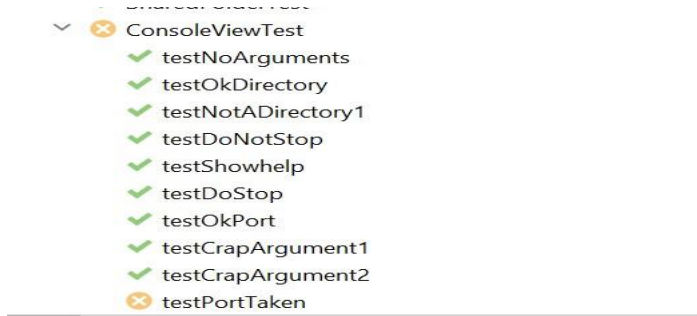 ConsoleViewTest
testNoArguments
testOkDirectory
testNotADirectory1
testDoNotStop
testShowhelp
testDoStop
testOkPort
testCrapArgument1
testCrapArgument2
testPortTaken